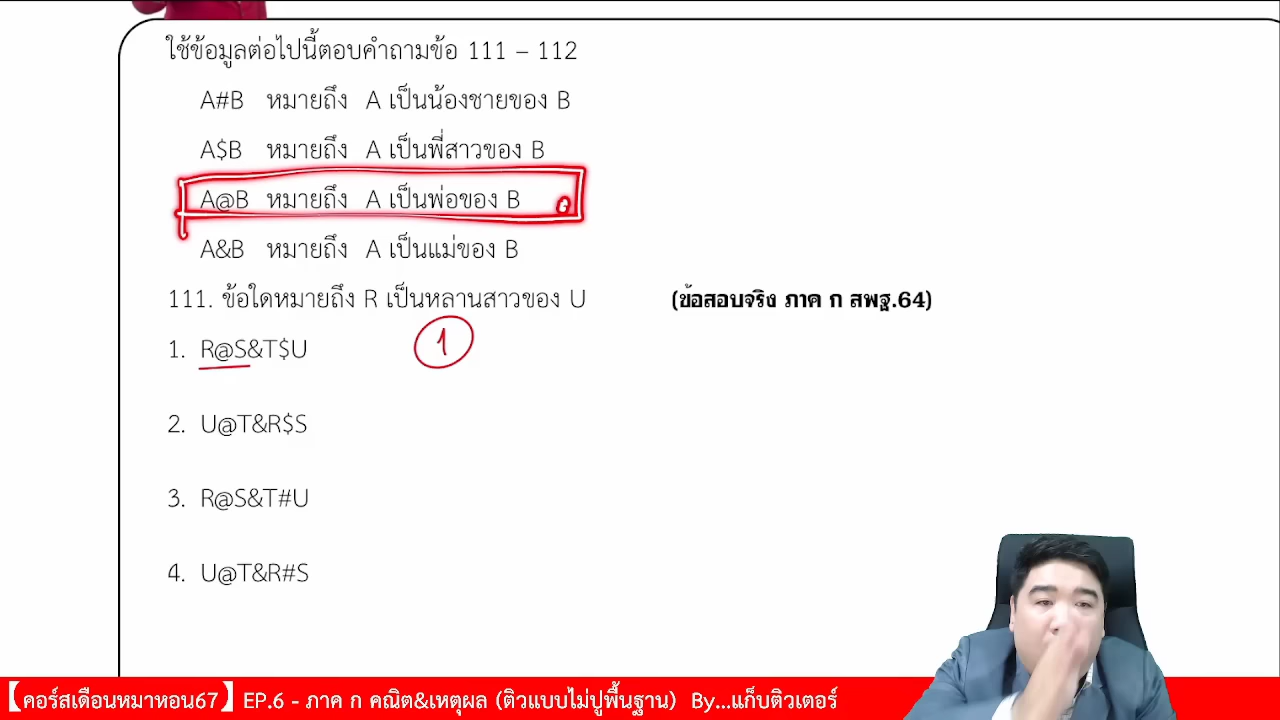 ใช้ข้อมูลต่อไปนี้ตอบคำถามข้อ 111 – 112
A#B หมายถึง A เป็นน้องชายของ B
A$B หมายถึง A เป็นพี่สาวของ B
A@B หมายถึง A เป็นพ่อของ B
A&B หมายถึง A เป็นแม่ของ B
111. ข้อใดหมายถึง R เป็นหลานสาวของ U (ข้อสอบจริง ภาค ก สพฐ.64)
1. R@S&T$U 1
2. U@T&R$S
3. R@S&T#U
4. U@T&R#S
【คอร์สเดือนหมาหอน67】 EP.6 - ภาค ก คณิต&เหตุผล (ติวแบบไม่ปูพื้นฐาน) By...แก็บติวเตอร์